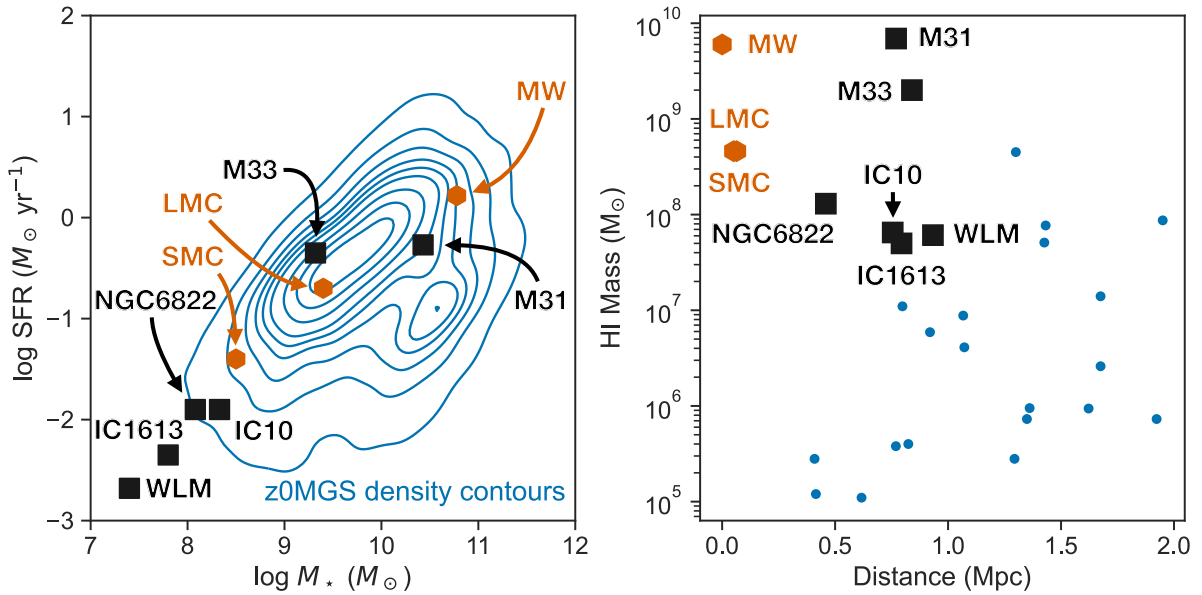 2
1
0
−1
−2
−3
log SFR (M⊙ yr⁻¹)
7
8
9
10
11
12
log M⋆ (M⊙)
MW
M33
LMC
SMC
NGC6822
M31
IC1613
IC10
WLM
z0MGS density contours
10¹⁰
10⁹
10⁸
10⁷
10⁶
10⁵
HI Mass (M⊙)
0.0
0.5
1.0
1.5
2.0
Distance (Mpc)
M31
MW
M33
LMC
SMC
IC10
NGC6822
WLM
IC1613